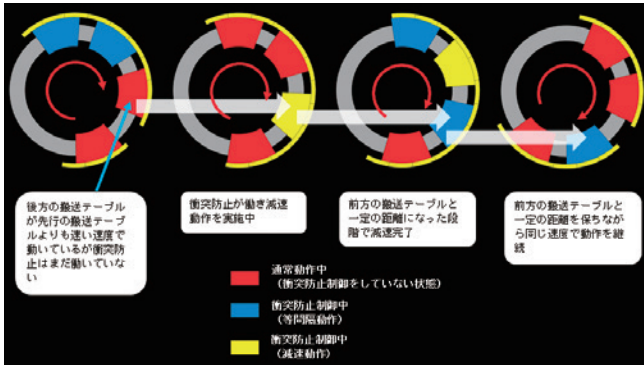 後方の搬送テーブル
が先行の搬送テーブ
ルよりも速い速度で
動いているが衝突防
止はまだ働いていな
い
衝突防止が働き減速
動作を実施中
前方の搬送テーブルと
一定の距離になった段
階で減速完了
前方の搬送テーブルと
一定の距離を保ちなが
ら同じ速度で動作を継
続
通常動作中
（衝突防止制御をしていない状態）
衝突防止制御中
（等間隔動作）
衝突防止制御中
（減速動作）